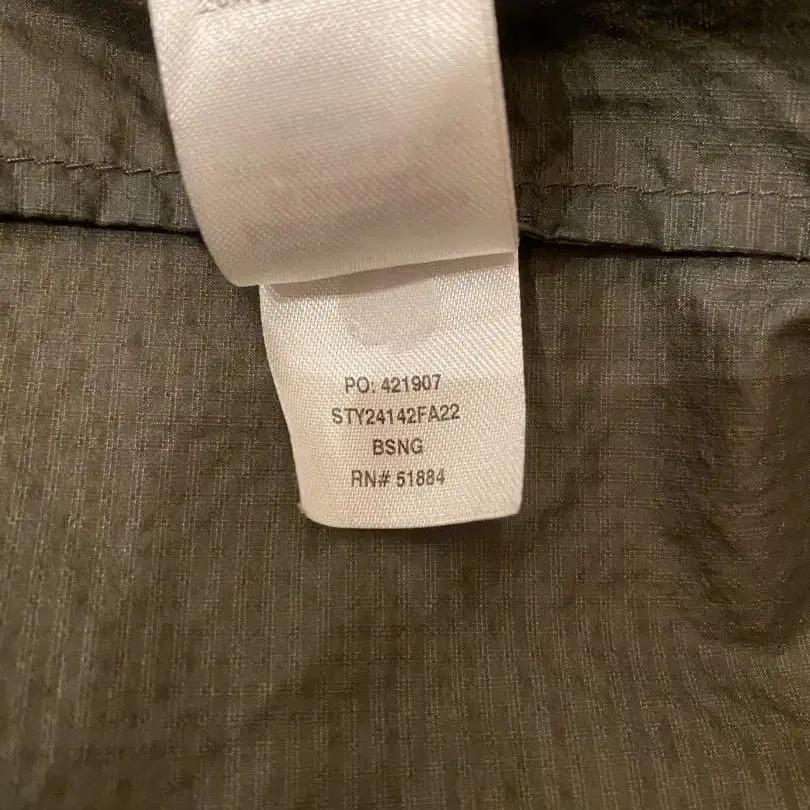 PO: 421907
STY24142FA22
BSNG
RN# 51884